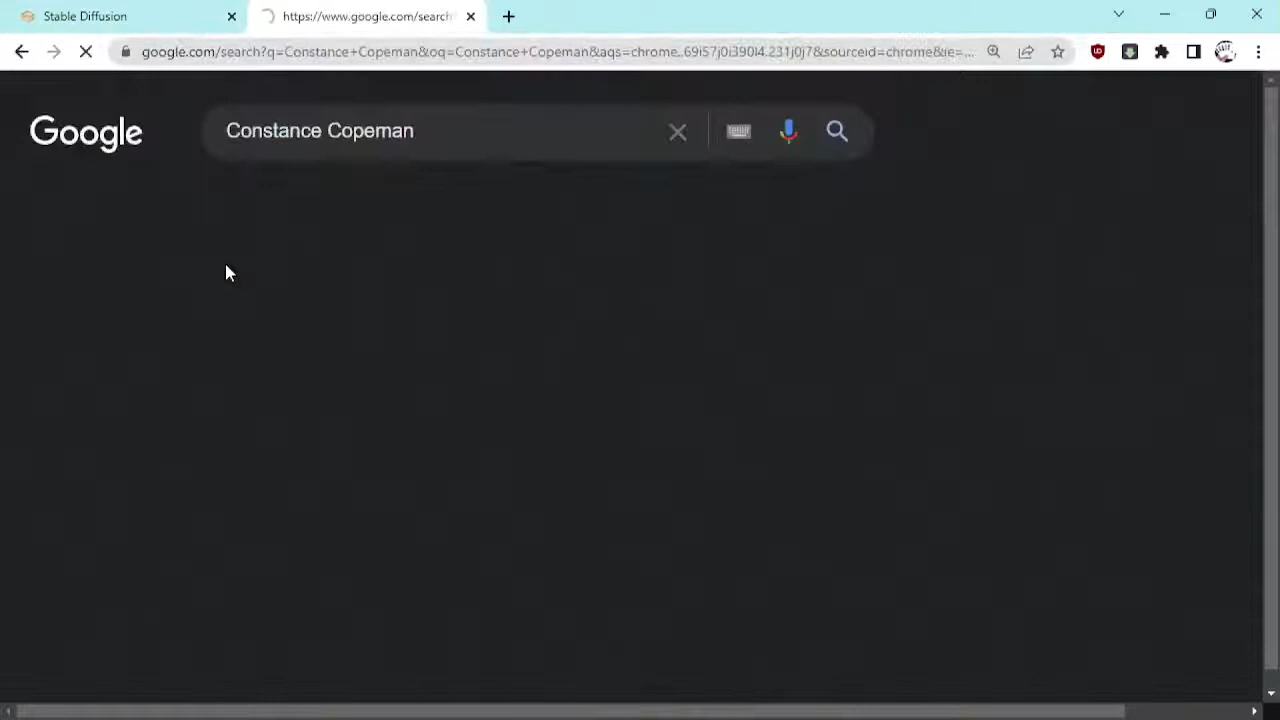 Stable Diffusion
https://www.google.com/search
google.com/search?q=Constance+Copeman&oq=Constance+Copeman&aqs=chrome..69i57j0i390l4.231j0j7&sourceid=chrome&ie=...
Google
Constance Copeman